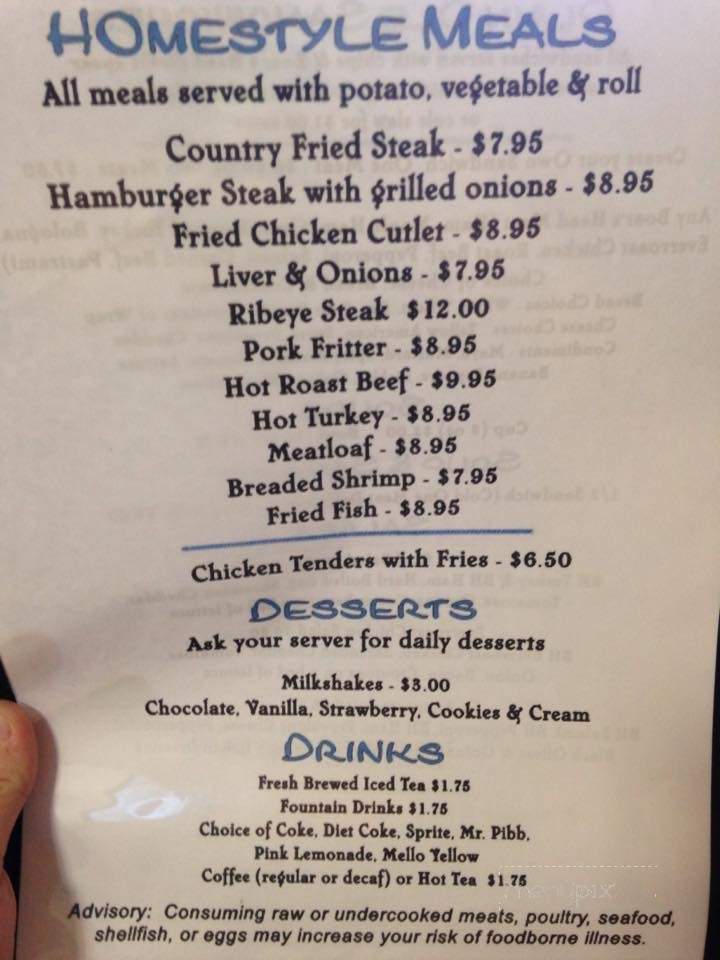 HOMESTYLE MEALS
All meals served with potato, vegetable & roll
Country Fried Steak - $7.95
Hamburger Steak with grilled onions - $8.95
Fried Chicken Cutlet - $8.95
Liver & Onions - $7.95
Ribeye Steak $12.00
Pork Fritter - $8.95
Hot Roast Beef - $9.95
Hot Turkey - $8.95
Meatloaf - $8.95
Breaded Shrimp - $7.95
Fried Fish - $8.95
Chicken Tenders with Fries - $6.50
DESSERTS
Ask your server for daily desserts
Milkshakes - $3.00
Chocolate, Vanilla, Strawberry, Cookies & Cream
DRINKS
Fresh Brewed Iced Tea $1.75
Fountain Drinks $1.75
Choice of Coke, Diet Coke, Sprite, Mr. Pibb,
Pink Lemonade, Mello Yellow
Coffee (regular or decaf) or Hot Tea $1.75
menupix
Advisory: Consuming raw or undercooked meats, poultry, seafood,
shellfish, or eggs may increase your risk of foodborne illness.